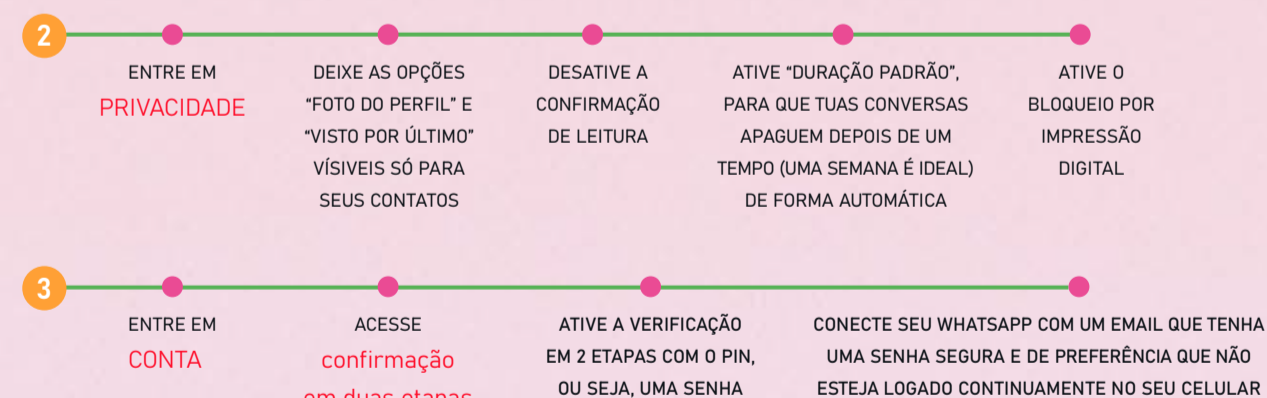 2
ENTRE EM
PRIVACIDADE
DEIXE AS OPÇÕES
“FOTO DO PERFIL” E
“VISTO POR ÚLTIMO”
VÍSIVEIS SÓ PARA
SEUS CONTATOS
DESATIVE A
CONFIRMAÇÃO
DE LEITURA
ATIVE “DURAÇÃO PADRÃO”,
PARA QUE TUAS CONVERSAS
APAGUEM DEPOIS DE UM
TEMPO (UMA SEMANA É IDEAL)
DE FORMA AUTOMÁTICA
ATIVE O
BLOQUEIO POR
IMPRESSÃO
DIGITAL
3
ENTRE EM
CONTA
ACESSE
confirmação
em duas etapas
ATIVE A VERIFICAÇÃO
EM 2 ETAPAS COM O PIN,
OU SEJA, UMA SENHA
CONECTE SEU WHATSAPP COM UM EMAIL QUE TENHA
UMA SENHA SEGURA E DE PREFERÊNCIA QUE NÃO
ESTEJA LOGADO CONTINUAMENTE NO SEU CELULAR